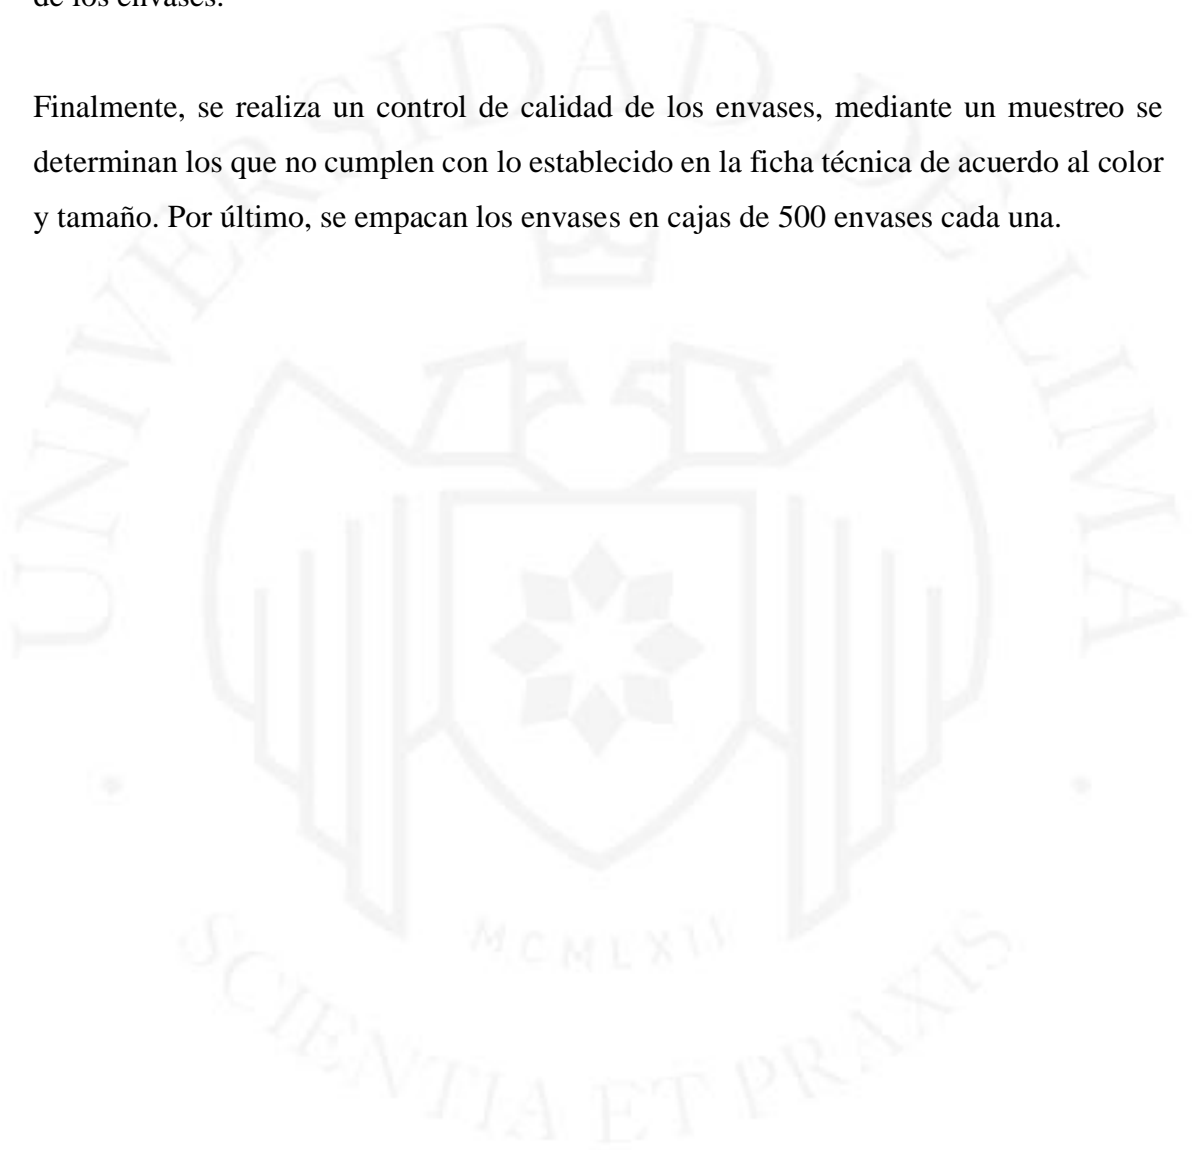 de los envases.
Finalmente, se realiza un control de calidad de los envases, mediante un muestreo se
determinan los que no cumplen con lo establecido en la ficha técnica de acuerdo al color
y tamaño. Por último, se empacan los envases en cajas de 500 envases cada una.
UNIVERSIDAD DE LIMA
MCMLXII
SCIENTIA ET PRAXIS